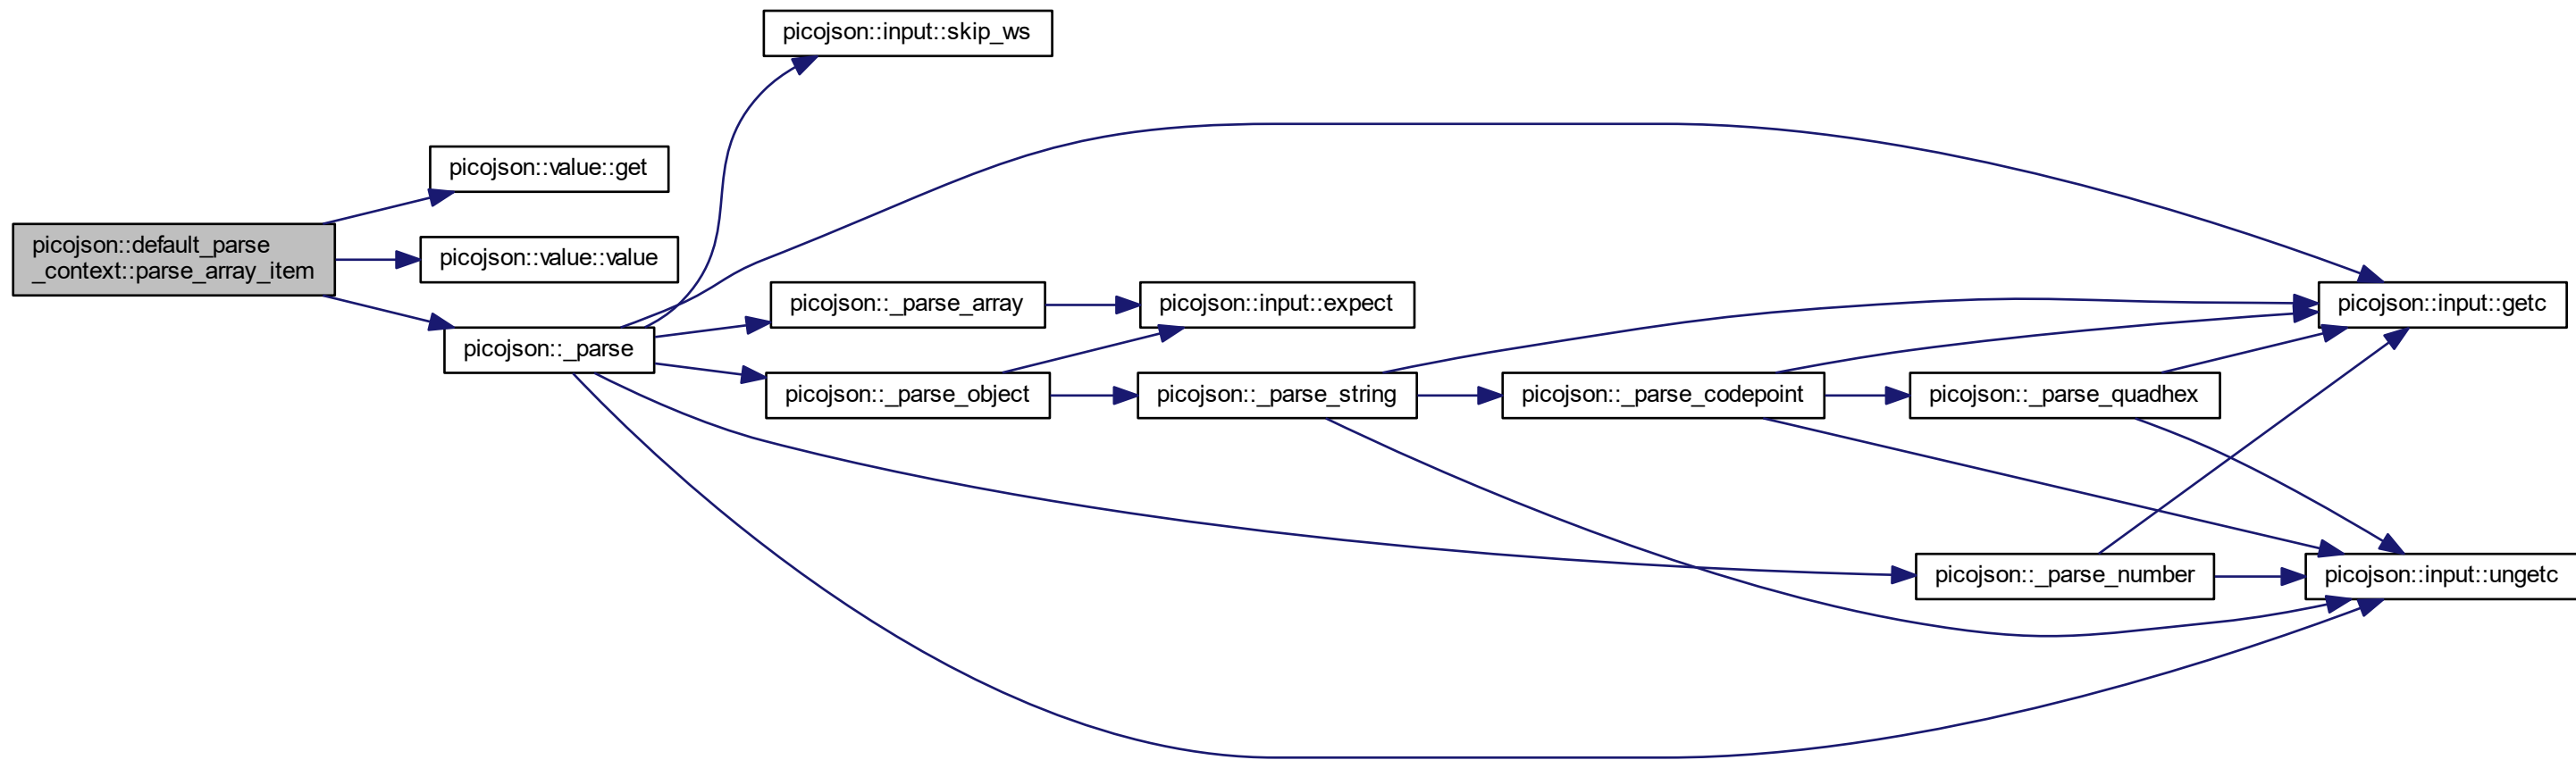 picojson::input::skip_ws
picojson::value::get
picojson::default_parse
_context::parse_array_item
picojson::value::value
picojson::_parse
picojson::_parse_array
picojson::input::expect
picojson::input::getc
picojson::_parse_object
picojson::_parse_string
picojson::_parse_codepoint
picojson::_parse_quadhex
picojson::_parse_number
picojson::input::ungetc